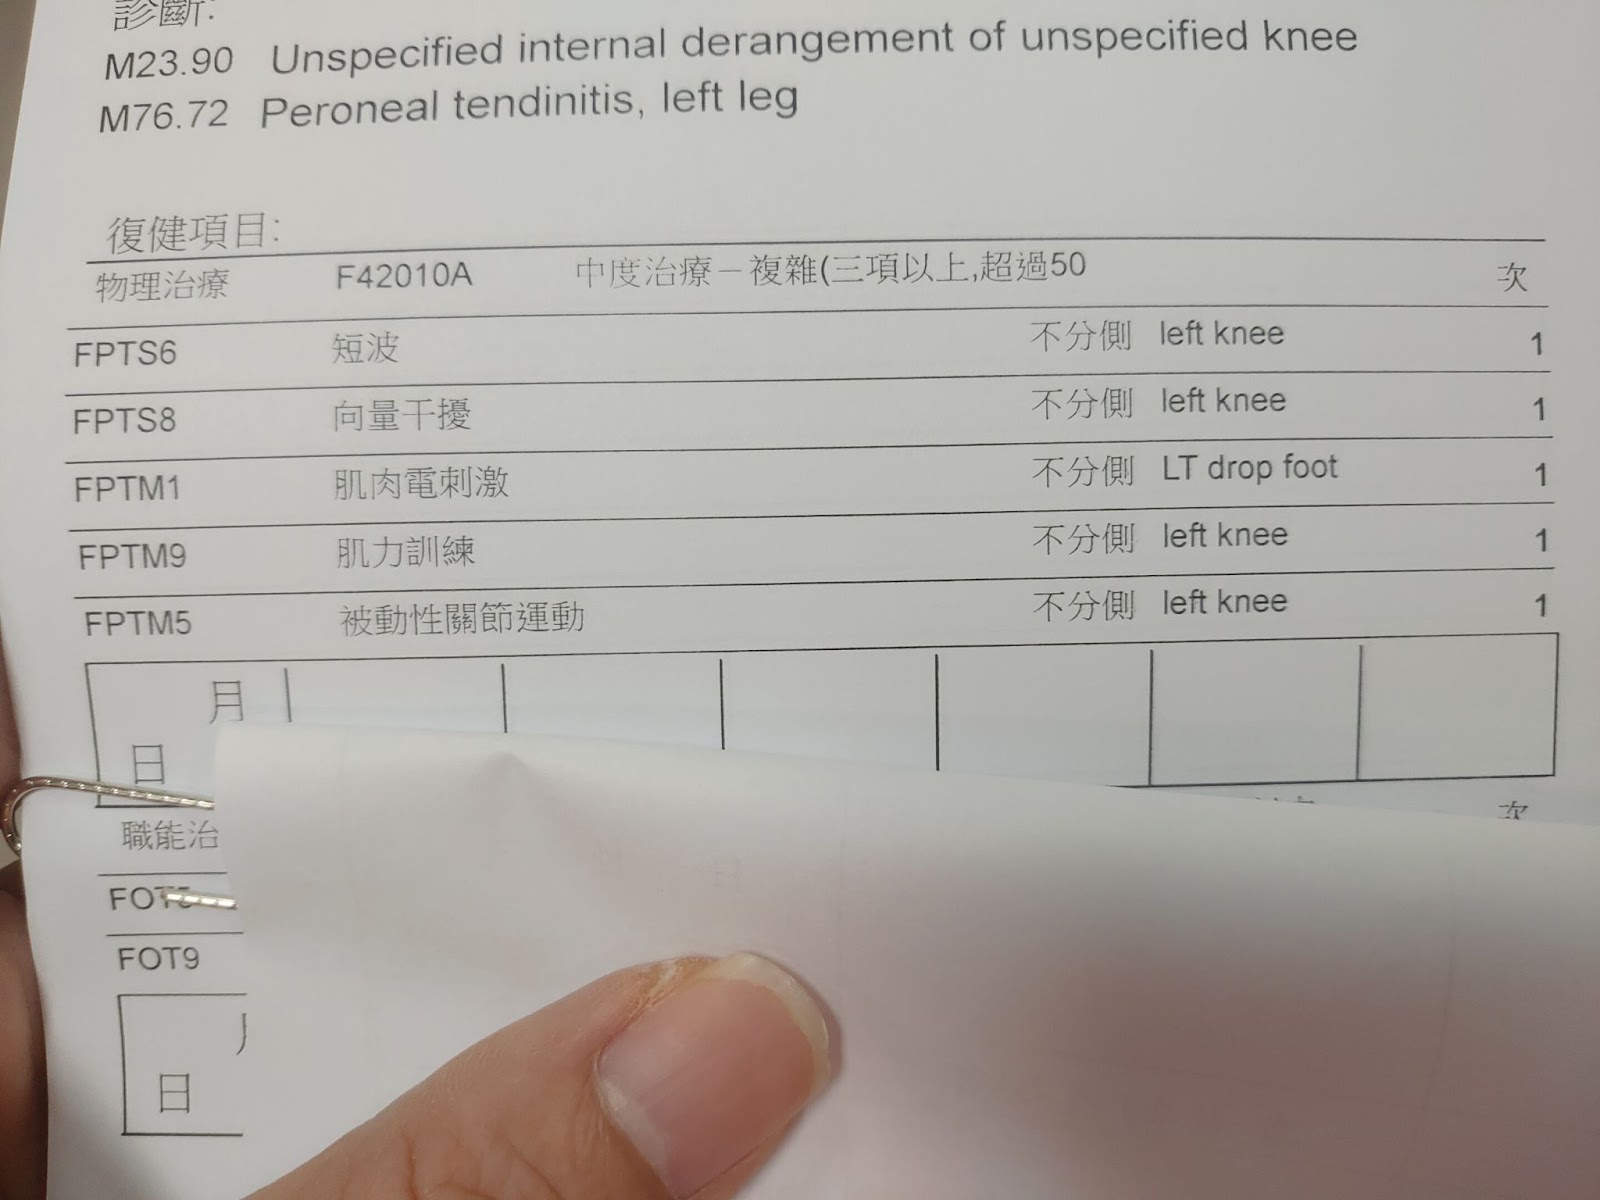 診斷:
M23.90 Unspecified internal derangement of unspecified knee
M76.72 Peroneal tendinitis, left leg
復健項目:
物理治療 F42010A 中度治療－複雜(三項以上,超過50 次
FPTS6 短波 不分側 left knee 1
FPTS8 向量干擾 不分側 left knee 1
FPTM1 肌肉電刺激 不分側 LT drop foot 1
FPTM9 肌力訓練 不分側 left knee 1
FPTM5 被動性關節運動 不分側 left knee 1
月
日
職能治 次
FOT9
日